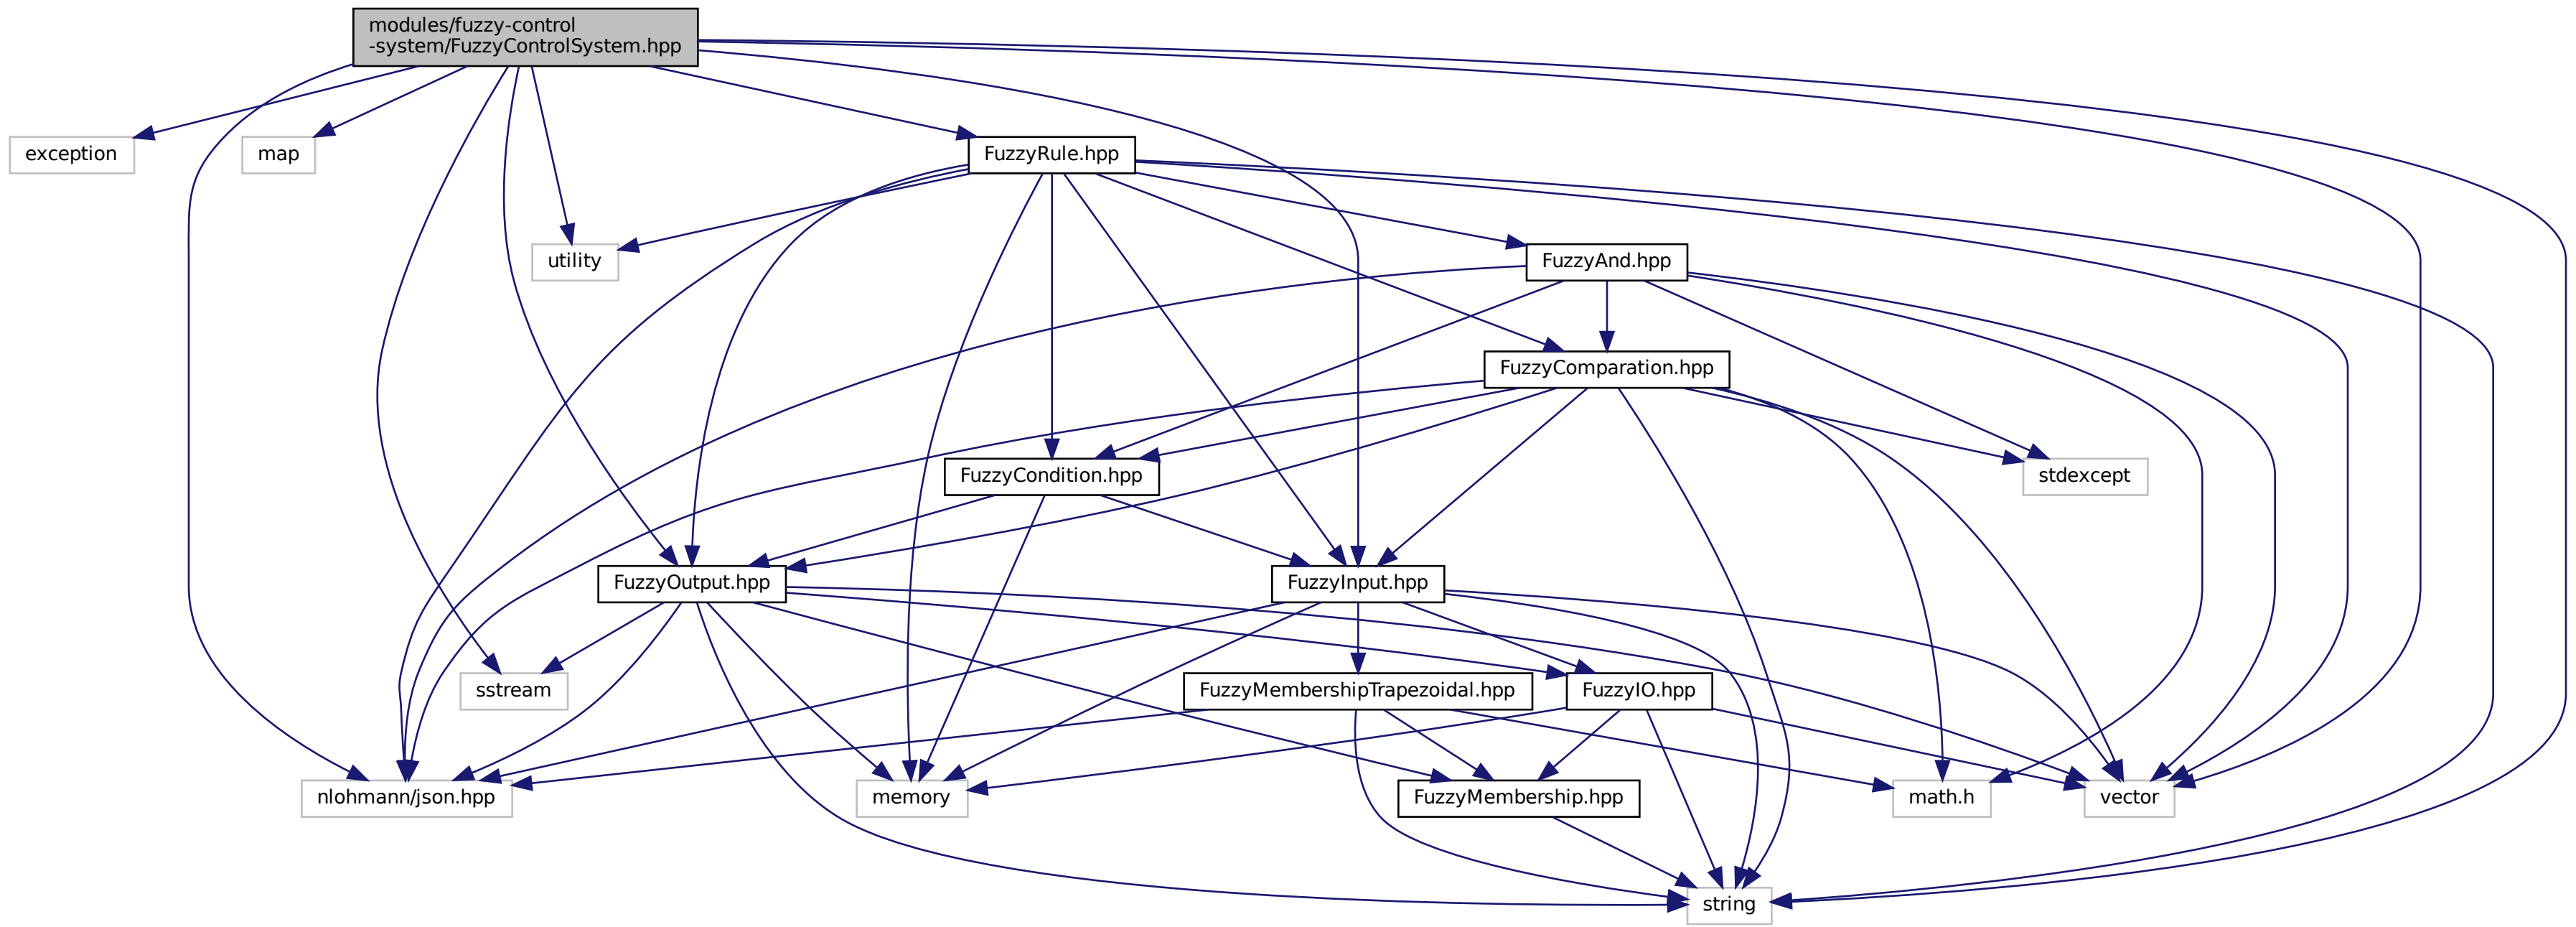 modules/fuzzy-control
-system/FuzzyControlSystem.hpp
exception
map
FuzzyRule.hpp
utility
FuzzyAnd.hpp
FuzzyComparation.hpp
FuzzyCondition.hpp
stdexcept
FuzzyOutput.hpp
FuzzyInput.hpp
sstream
FuzzyMembershipTrapezoidal.hpp
FuzzyIO.hpp
nlohmann/json.hpp
memory
FuzzyMembership.hpp
math.h
vector
string